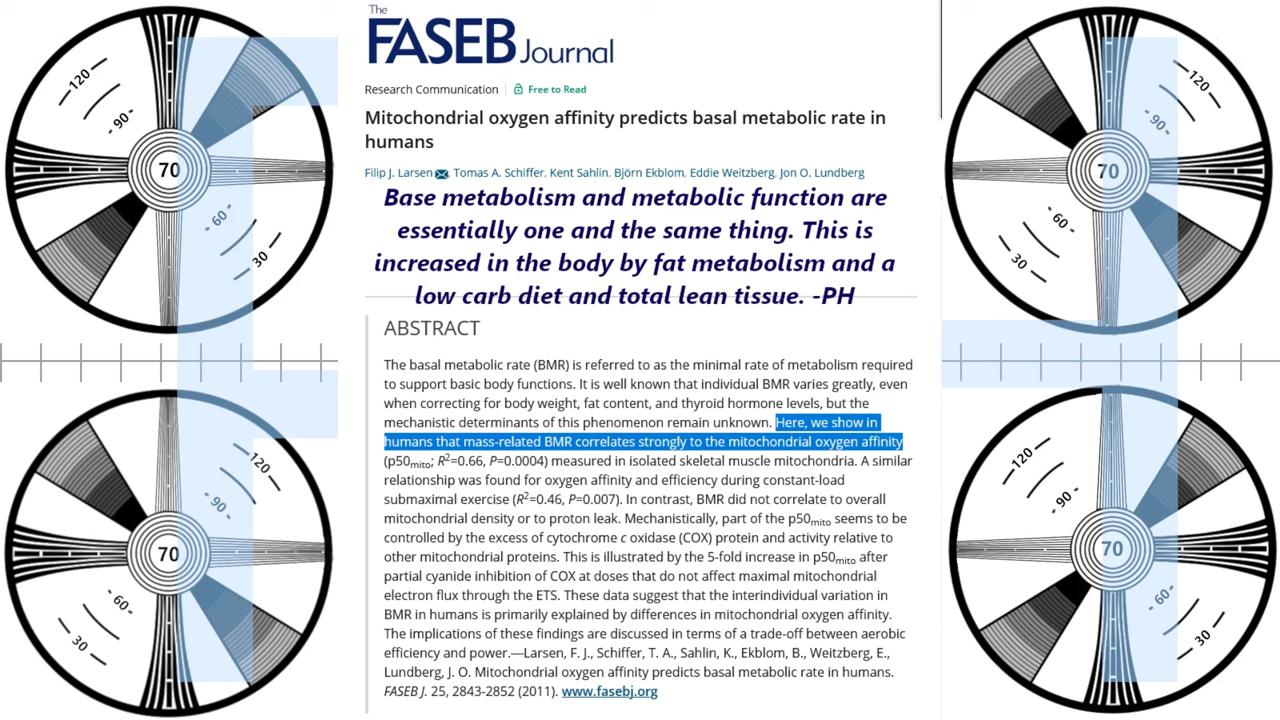 The
FASEB Journal
Research Communication Free to Read
Mitochondrial oxygen affinity predicts basal metabolic rate in
humans
Filip J. Larsen, Tomas A. Schiffer, Kent Sahlin, Björn Ekblom, Eddie Weitzberg, Jon O. Lundberg
Base metabolism and metabolic function are
essentially one and the same thing. This is
increased in the body by fat metabolism and a
low carb diet and total lean tissue. -PH
ABSTRACT
The basal metabolic rate (BMR) is referred to as the minimal rate of metabolism required
to support basic body functions. It is well known that individual BMR varies greatly, even
when correcting for body weight, fat content, and thyroid hormone levels, but the
mechanistic determinants of this phenomenon remain unknown. Here, we show in
humans that mass-related BMR correlates strongly to the mitochondrial oxygen affinity
(p50mito; R²=0.66, P=0.0004) measured in isolated skeletal muscle mitochondria. A similar
relationship was found for oxygen affinity and efficiency during constant-load
submaximal exercise (R²=0.46, P=0.007). In contrast, BMR did not correlate to overall
mitochondrial density or to proton leak. Mechanistically, part of the p50mito seems to be
controlled by the excess of cytochrome c oxidase (COX) protein and activity relative to
other mitochondrial proteins. This is illustrated by the 5-fold increase in p50mito after
partial cyanide inhibition of COX at doses that do not affect maximal mitochondrial
electron flux through the ETS. These data suggest that the interindividual variation in
BMR in humans is primarily explained by differences in mitochondrial oxygen affinity.
The implications of these findings are discussed in terms of a trade-off between aerobic
efficiency and power.—Larsen, F. J., Schiffer, T. A., Sahlin, K., Ekblom, B., Weitzberg, E.,
Lundberg, J. O. Mitochondrial oxygen affinity predicts basal metabolic rate in humans.
FASEB J. 25, 2843-2852 (2011). www.fasebj.org
120
- 90 -
70
- 60 -
30
120
- 90 -
70
- 60 -
30
120
- 90 -
70
- 60 -
30
120
- 90 -
70
- 60 -
30